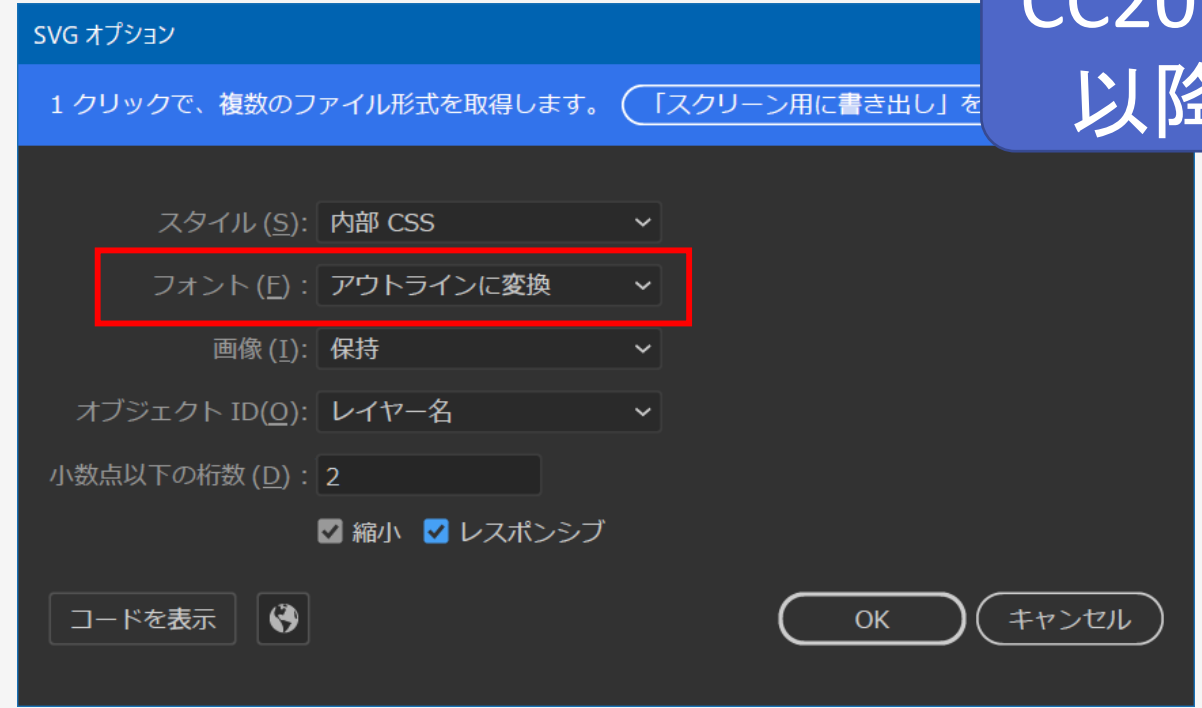 CC20
以降
SVG オプション
1 クリックで、複数のファイル形式を取得します。 「スクリーン用に書き出し」を
スタイル (S): 内部 CSS
フォント (F) : アウトラインに変換
画像 (I): 保持
オブジェクト ID(O): レイヤー名
小数点以下の桁数 (D) : 2
縮小 レスポンシブ
コードを表示 OK キャンセル